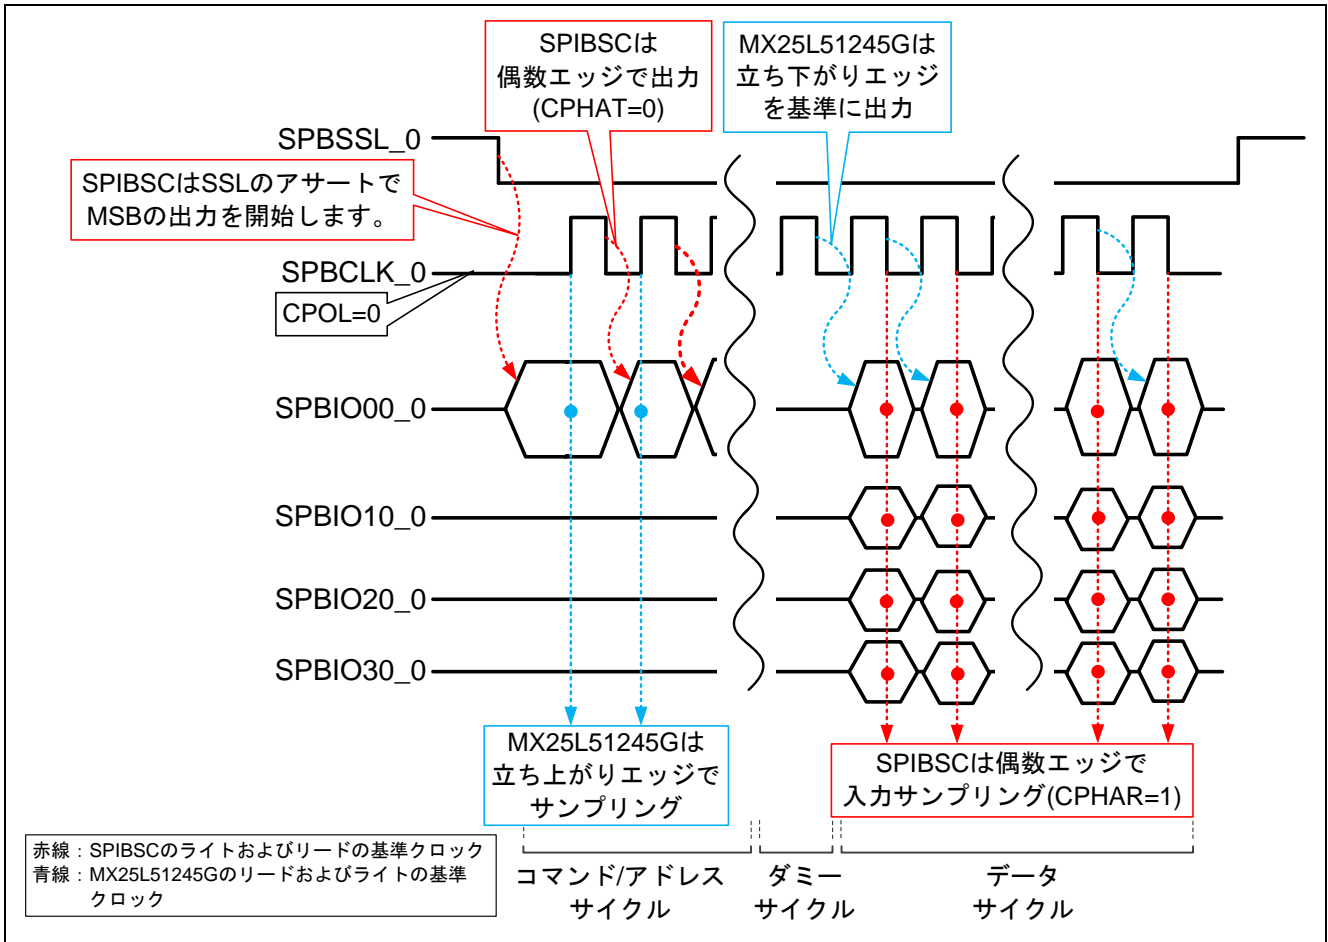 SPIBSCは
偶数エッジで出力
(CPHAT=0)
MX25L51245Gは
立ち下がりエッジ
を基準に出力
SPBSSL_0
SPIBSCはSSLのアサートで
MSBの出力を開始します。
SPBCLK_0
CPOL=0
SPBIO00_0
SPBIO10_0
SPBIO20_0
SPBIO30_0
MX25L51245Gは
立ち上がりエッジで
サンプリング
SPIBSCは偶数エッジで
入力サンプリング(CPHAR=1)
赤線：SPIBSCのライトおよびリードの基準クロック
青線：MX25L51245Gのリードおよびライトの基準
クロック
コマンド/アドレス
サイクル
ダミー
サイクル
データ
サイクル